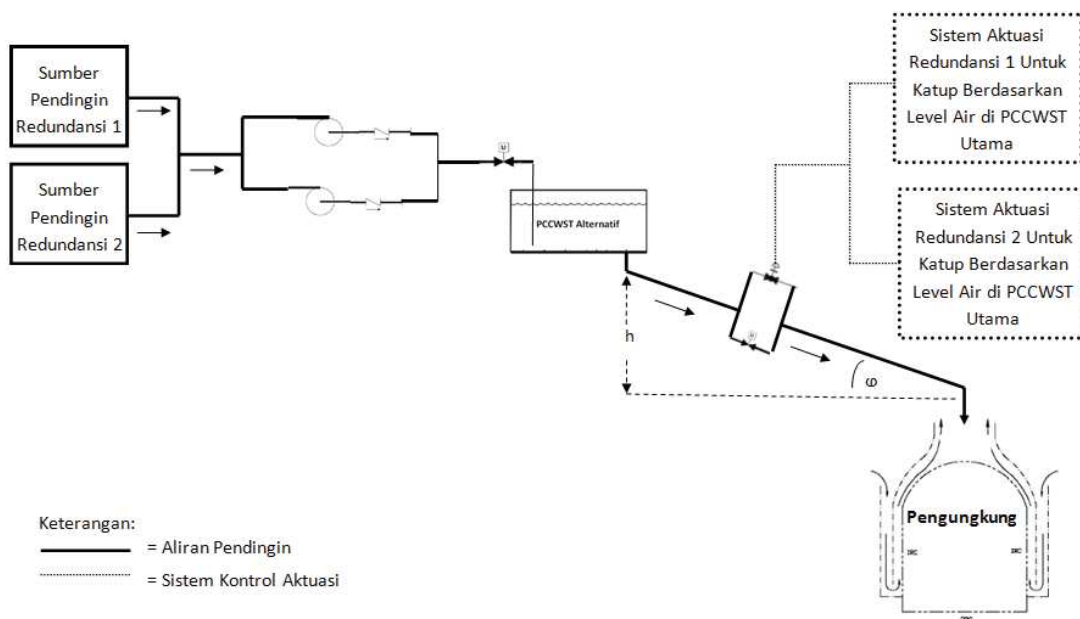 Sumber
Pendingin
Redundansi 1
Sumber
Pendingin
Redundansi 2
M
PCCWST Alternatif
Sistem Aktuasi
Redundansi 1 Untuk
Katup Berdasarkan
Level Air di PCCWST
Utama
Sistem Aktuasi
Redundansi 2 Untuk
Katup Berdasarkan
Level Air di PCCWST
Utama
h
φ
Pengungkung
Keterangan:
= Aliran Pendingin
= Sistem Kontrol Aktuasi